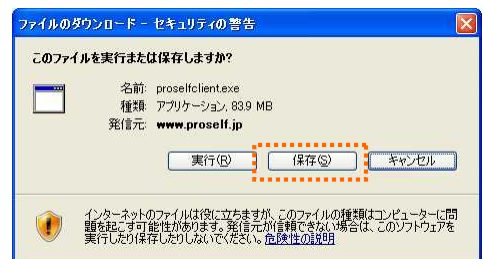 ファイルのダウンロード - セキュリティの警告
このファイルを実行または保存しますか?
名前: proselfclient.exe
種類: アプリケーション, 83.9 MB
発信元: www.proself.jp
実行(R) 保存(S) キャンセル
インターネットのファイルは役に立ちますが、このファイルの種類はコンピューターに問
題を起こす可能性があります。発信元が信頼できない場合は、このソフトウェアを
実行したり保存したりしないでください。危険性の説明